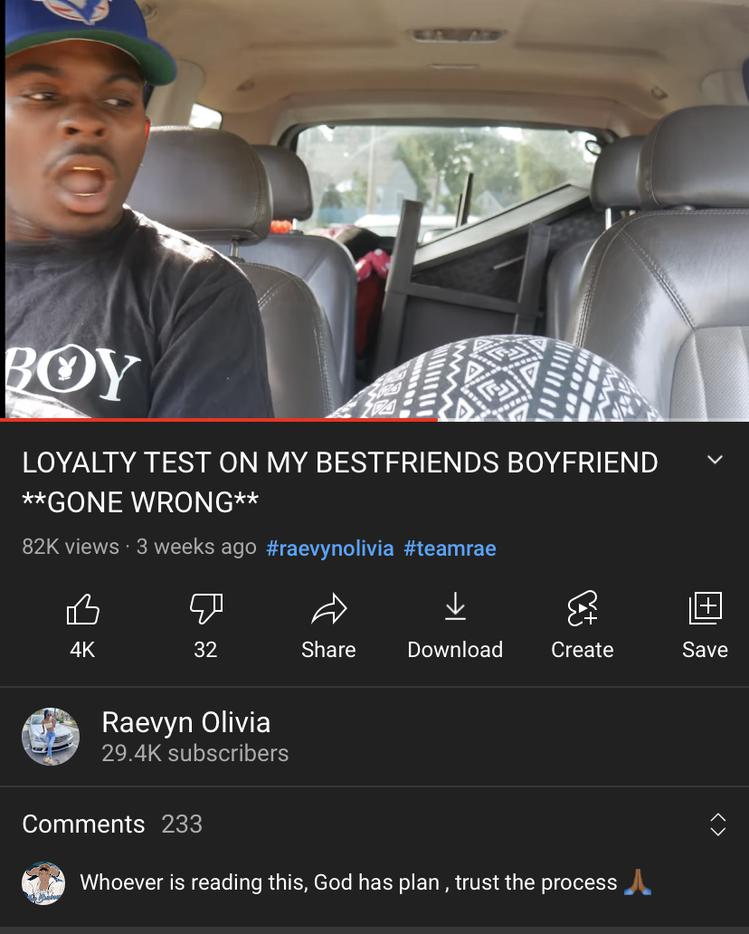 BOY
LOYALTY TEST ON MY BESTFRIENDS BOYFRIEND
**GONE WRONG**
82K views · 3 weeks ago #raevynolivia #teamrae
4K 32 Share Download Create Save
Raevyn Olivia
29.4K subscribers
Comments 233
Whoever is reading this, God has plan , trust the process 🙏🏾